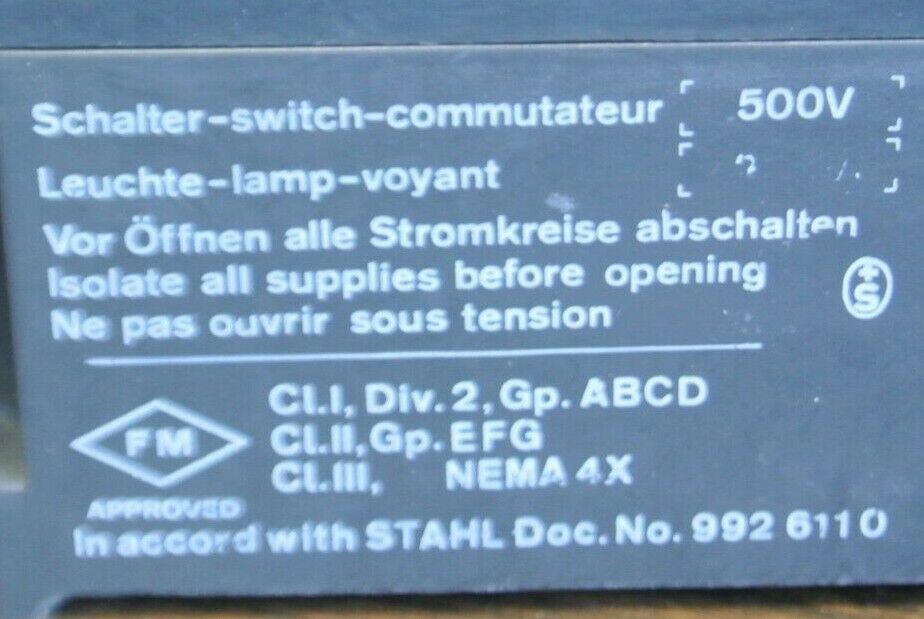 Schalter-switch-commutateur 500V
Leuchte-lamp-voyant
Vor Öffnen alle Stromkreise abschalten
Isolate all supplies before opening
Ne pas ouvrir sous tension
+S
FM
APPROVED
Cl.I, Div.2, Gp. ABCD
Cl.II, Gp. EFG
Cl.III, NEMA 4X
In accord with STAHL Doc. No. 992 6110